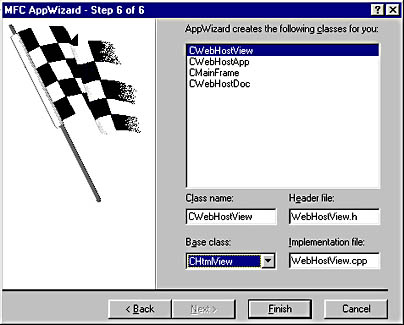 MFC AppWizard - Step 6 of 6
AppWizard creates the following classes for you:
CWebHostView
CWebHostApp
CMainFrame
CWebHostDoc
Class name:
Header file:
CWebHostView
WebHostView.h
Base class:
Implementation file:
CHtmlView
WebHostView.cpp
< Back
Next >
Finish
Cancel